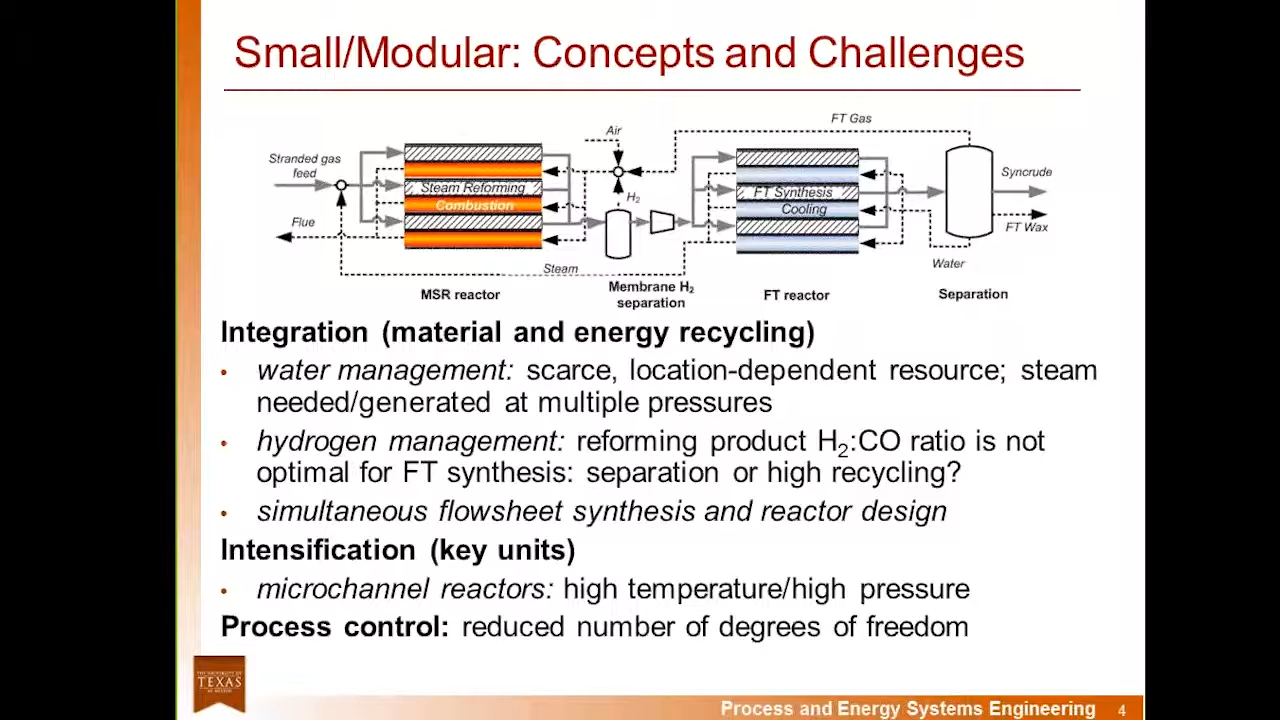 Small/Modular: Concepts and Challenges
FT Gas
Air
Stranded gas
feed
Steam Reforming
Combustion
Flue
H2
FT Synthesis
Cooling
Syncrude
FT Wax
Water
Steam
MSR reactor
Membrane H2
separation
FT reactor
Separation
Integration (material and energy recycling)
• water management: scarce, location-dependent resource; steam
needed/generated at multiple pressures
• hydrogen management: reforming product H2:CO ratio is not
optimal for FT synthesis: separation or high recycling?
• simultaneous flowsheet synthesis and reactor design
Intensification (key units)
• microchannel reactors: high temperature/high pressure
Process control: reduced number of degrees of freedom
THE UNIVERSITY OF
TEXAS
AT AUSTIN
Process and Energy Systems Engineering 4